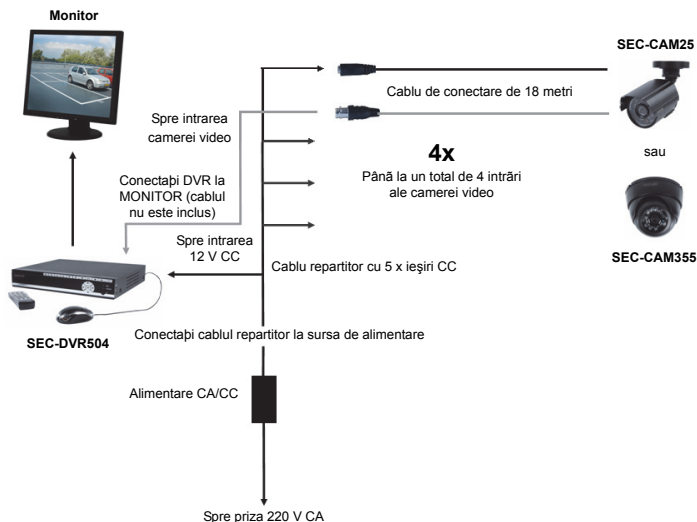 Monitor
SEC-CAM25
Cablu de conectare de 18 metri
Spre intrarea
camerei video
4x
sau
Până la un total de 4 intrări
ale camerei video
Conectaþi DVR la
MONITOR (cablul
nu este inclus)
Spre intrarea
12 V CC
SEC-CAM355
Cablu repartitor cu 5 x ieşiri CC
SEC-DVR504
Conectaþi cablul repartitor la sursa de alimentare
Alimentare CA/CC
Spre priza 220 V CA